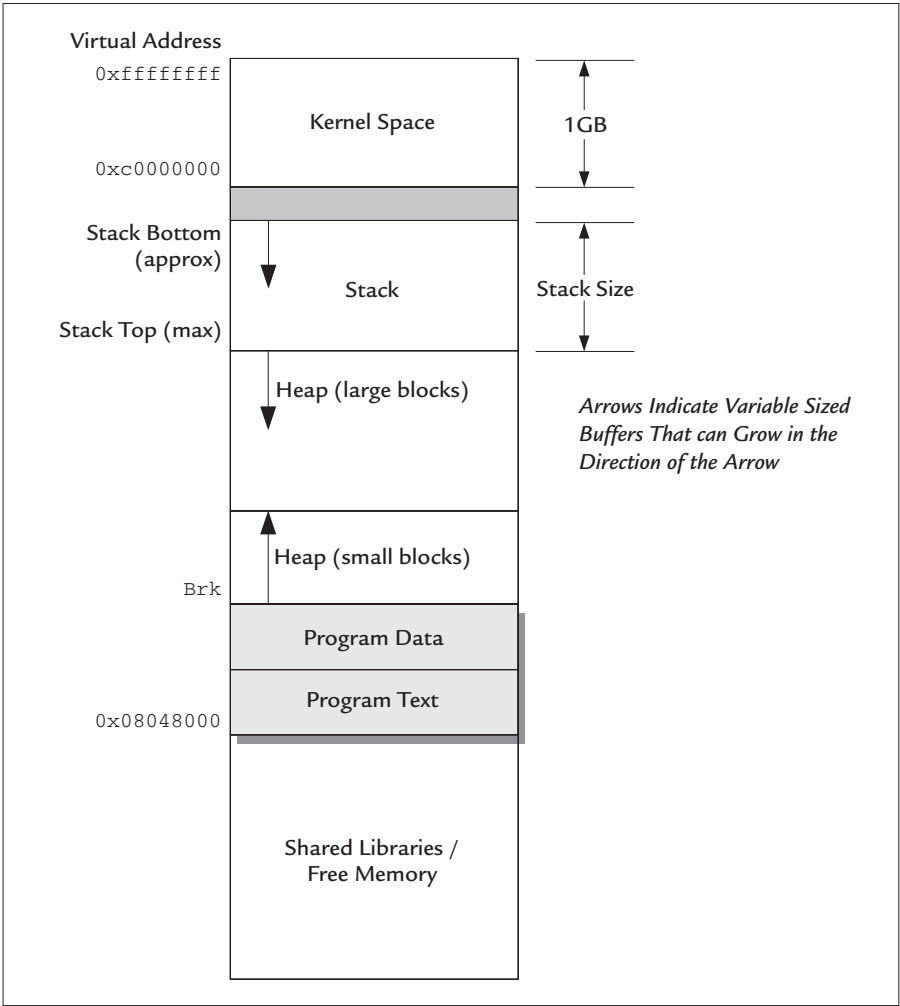 Virtual Address
0xffffffff
Kernel Space
1GB
0xc0000000
Stack Bottom
(approx)
Stack
Stack Size
Stack Top (max)
Heap (large blocks)
Arrows Indicate Variable Sized
Buffers That can Grow in the
Direction of the Arrow
Heap (small blocks)
Brk
Program Data
Program Text
0x08048000
Shared Libraries /
Free Memory